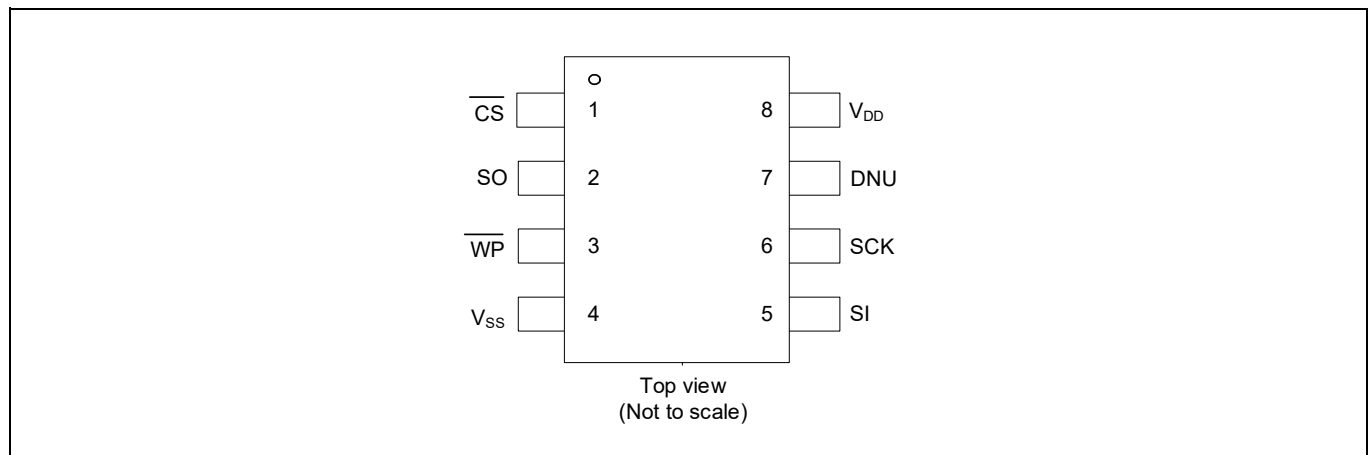 CS 1 8 VDD
SO 2 7 DNU
WP 3 6 SCK
VSS 4 5 SI
Top view
(Not to scale)